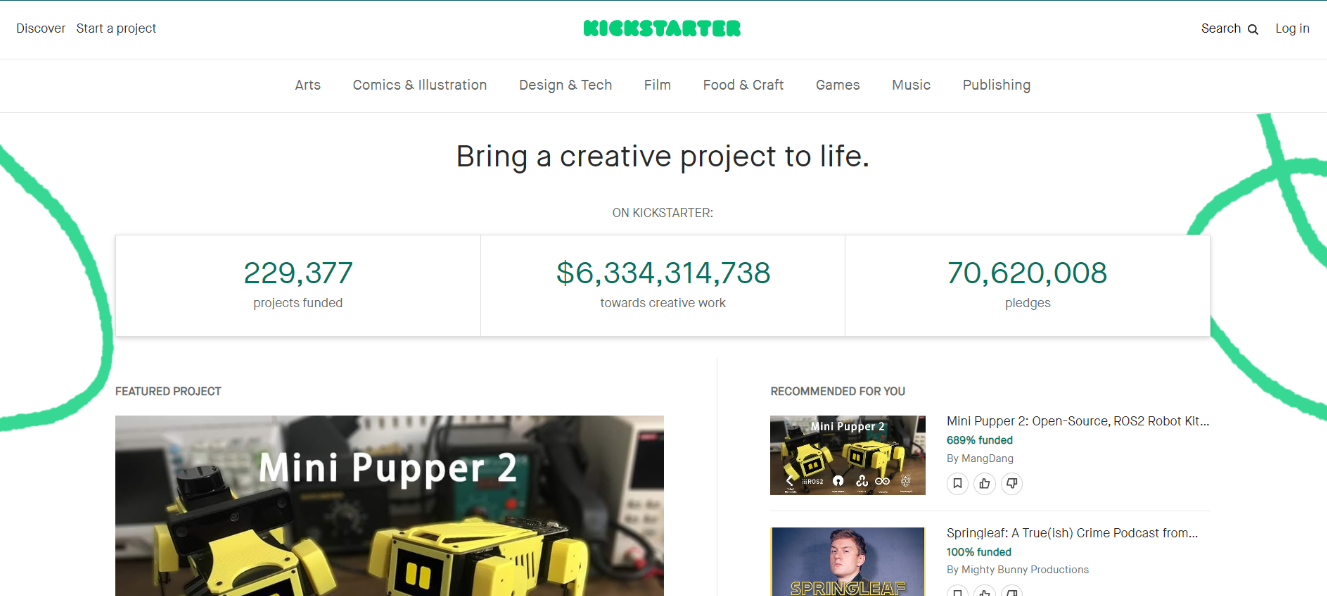 Discover Start a project KICKSTARTER Search Log in
Arts Comics & Illustration Design & Tech Film Food & Craft Games Music Publishing
Bring a creative project to life.
ON KICKSTARTER:
229,377 $6,334,314,738 70,620,008
projects funded towards creative work pledges
FEATURED PROJECT
Mini Pupper 2
RECOMMENDED FOR YOU
Mini Pupper 2
ROS2
Mini Pupper 2: Open-Source, ROS2 Robot Kit...
689% funded
By MangDang
SPRINGLEAF
Springleaf: A True(ish) Crime Podcast from...
100% funded
By Mighty Bunny Productions